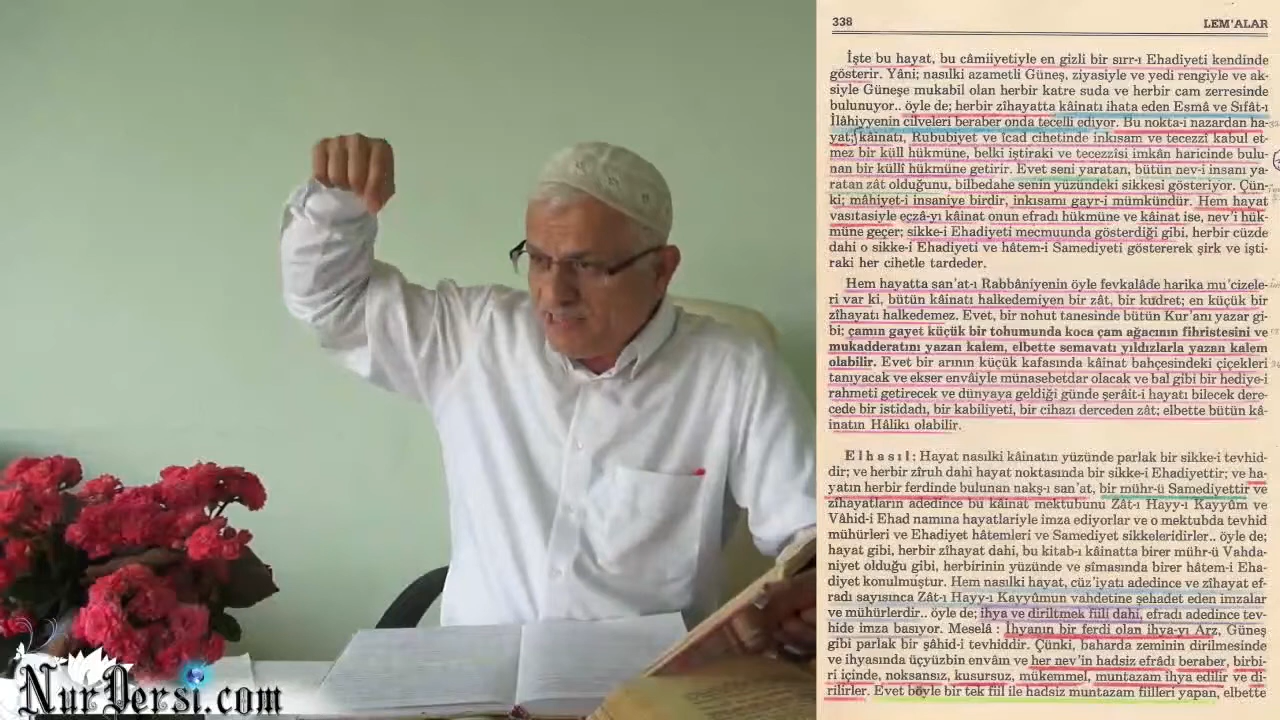 338
LEM'ALAR
İşte bu hayat, bu câmiiyetiyle en gizli bir sırr-ı Ehadiyeti kendinde
gösterir. Yâni; nasılki azametli Güneş, ziyasiyle ve yedi rengiyle ve ak-
siyle Güneşe mukabil olan herbir katre suda ve herbir cam zerresinde
bulunuyor.. öyle de; herbir zîhayatta kâinatı ihata eden Esmâ ve Sıfât-ı
İlâhiyyenin cilveleri beraber onda tecelli ediyor. Bu nokta-i nazardan ha-
yat; kâinatı, Rububiyet ve icad cihetinde inkısam ve tecezzî kabul et-
mez bir küll hükmüne, belki iştiraki ve tecezzîsi imkân haricinde bulu-
nan bir küllî hükmüne getirir. Evet seni yaratan, bütün nev-i insanı ya-
ratan zât olduğunu, bilbedahe senin yüzündeki sikkesi gösteriyor. Çün-
ki; mâhiyet-i insaniye birdir, inkısamı gayr-i mümkündür. Hem hayat
vasıtasiyle eczâ-yı kâinat onun efradı hükmüne ve kâinat ise, nev'i hük-
müne geçer; sikke-i Ehadiyeti mecmuunda gösterdiği gibi, herbir cüzde
dahi o sikke-i Ehadiyeti ve hâtem-i Samediyeti göstererek şirk ve işti-
raki her cihetle tardeder.
Hem hayatta san'at-ı Rabbâniyenin öyle fevkalâde harika mu'cizele-
ri var ki, bütün kâinatı halkedemiyen bir zât, bir kudret; en küçük bir
zîhayatı halkedemez. Evet, bir nohut tanesinde bütün Kur'anı yazar gi-
bi; çamın gayet küçük bir tohumunda koca çam ağacının fihristesini ve
mukadderatını yazan kalem, elbette semavatı yıldızlarla yazan kalem
olabilir. Evet bir arının küçük kafasında kâinat bahçesindeki çiçekleri
tanıyacak ve ekser envâiyle münasebetdar olacak ve bal gibi bir hediye-i
rahmeti getirecek ve dünyaya geldiği günde şerâit-i hayatı bilecek dere-
cede bir istidadı, bir kabiliyeti, bir cihazı derceden zât; elbette bütün kâ-
inatın Hâlikı olabilir.
Elhasıl: Hayat nasılki kâinatın yüzünde parlak bir sikke-i tevhid-
dir; ve herbir zîruh dahi hayat noktasında bir sikke-i Ehadiyettir; ve ha-
yatın herbir ferdinde bulunan nakş-ı san'at, bir mühr-ü Samediyettir ve
zîhayatların adedince bu kâinat mektubunu Zât-ı Hayy-ı Kayyûm ve
Vâhid-i Ehad namına hayatlariyle imza ediyorlar ve o mektubda tevhid
mühürleri ve Ehadiyet hâtemleri ve Samediyet sikkeleridirler.. öyle de;
hayat gibi, herbir zîhayat dahi, bu kitab-ı kâinatta birer mühr-ü Vahda-
niyet olduğu gibi, herbirinin yüzünde ve sîmasında birer hâtem-i Eha-
diyet konulmuştur. Hem nasılki hayat, cüz'iyatı adedince ve zîhayat ef-
radı sayısınca Zât-ı Hayy-ı Kayyûmun vahdetine şehadet eden imzalar
ve mühürlerdir.. öyle de; ihya ve diriltmek fiili dahi, efradı adedince tev-
hide imza basıyor. Meselâ: İhyanın bir ferdi olan ihya-yı Arz, Güneş
gibi parlak bir şâhid-i tevhiddir. Çünki, baharda zeminin dirilmesinde
ve ihyasında üçyüzbin envâın ve her nev'in hadsiz efrâdı beraber, birbi-
ri içinde, noksansız, kusursuz, mükemmel, muntazam ihya edilir ve di-
rilirler. Evet böyle bir tek fiil ile hadsiz muntazam fiilleri yapan, elbette
NurDersi.com